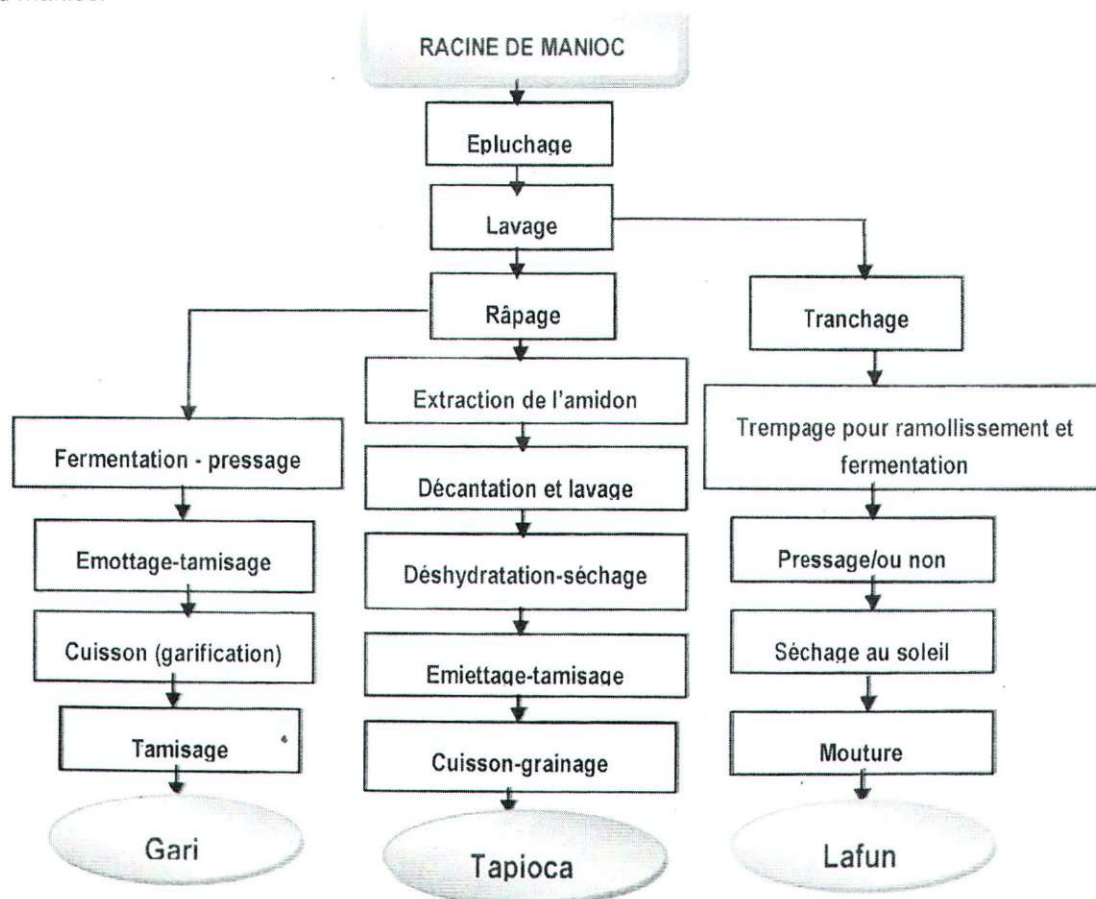 RACINE DE MANIOC
Epluchage
Lavage
Râpage
Tranchage
Extraction de l'amidon
Fermentation - pressage
Trempage pour ramollissement et
fermentation
Décantation et lavage
Emottage-tamisage
Pressage/ou non
Déshydratation-séchage
Cuisson (garification)
Séchage au soleil
Emiettage-tamisage
Tamisage
Mouture
Cuisson-grainage
Gari
Tapioca
Lafun